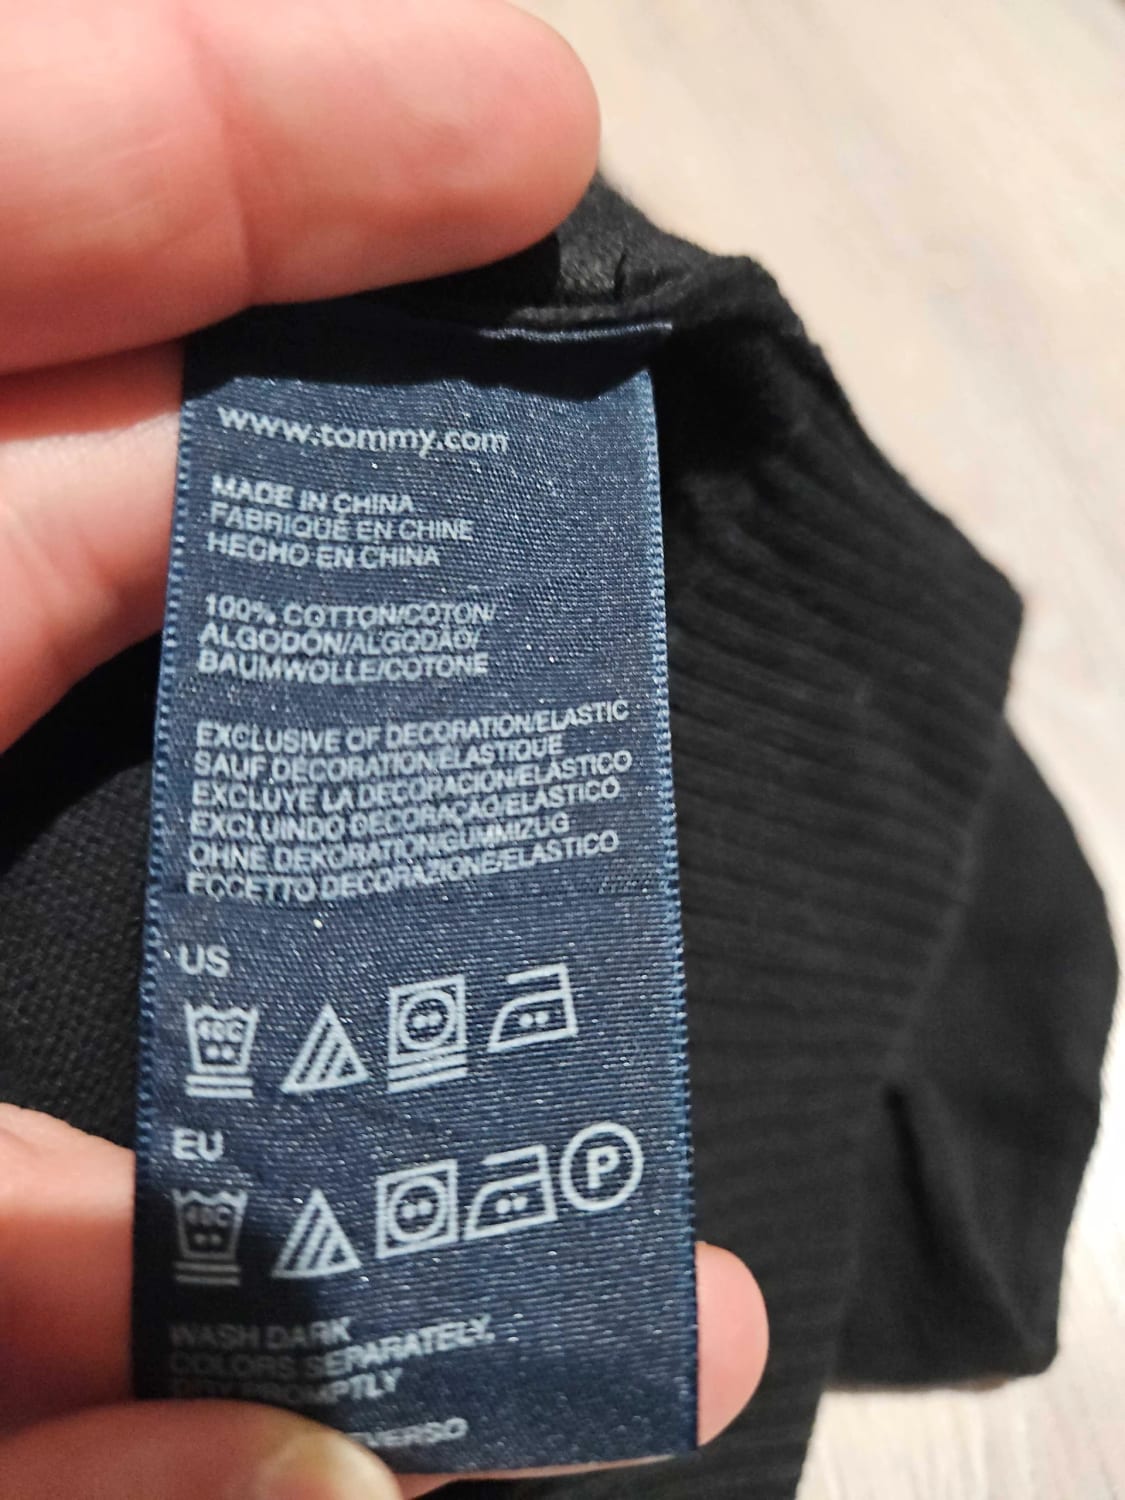 www.tommy.com
MADE IN CHINA
FABRIQUÉ EN CHINE
HECHO EN CHINA
100% COTTON/COTON/
ALGODÓN/ALGODÃO/
BAUMWOLLE/COTONE
EXCLUSIVE OF DECORATION/ELASTIC
SAUF DÉCORATION/ÉLASTIQUE
EXCLUYE LA DECORACIÓN/ELÁSTICO
EXCLUINDO DECORAÇÃO/ELÁSTICO
OHNE DEKORATION/GUMMIZUG
ECCETTO DECORAZIONE/ELASTICO
US
EU
P
WASH DARK
COLORS SEPARATELY,
DRY PROMPTLY